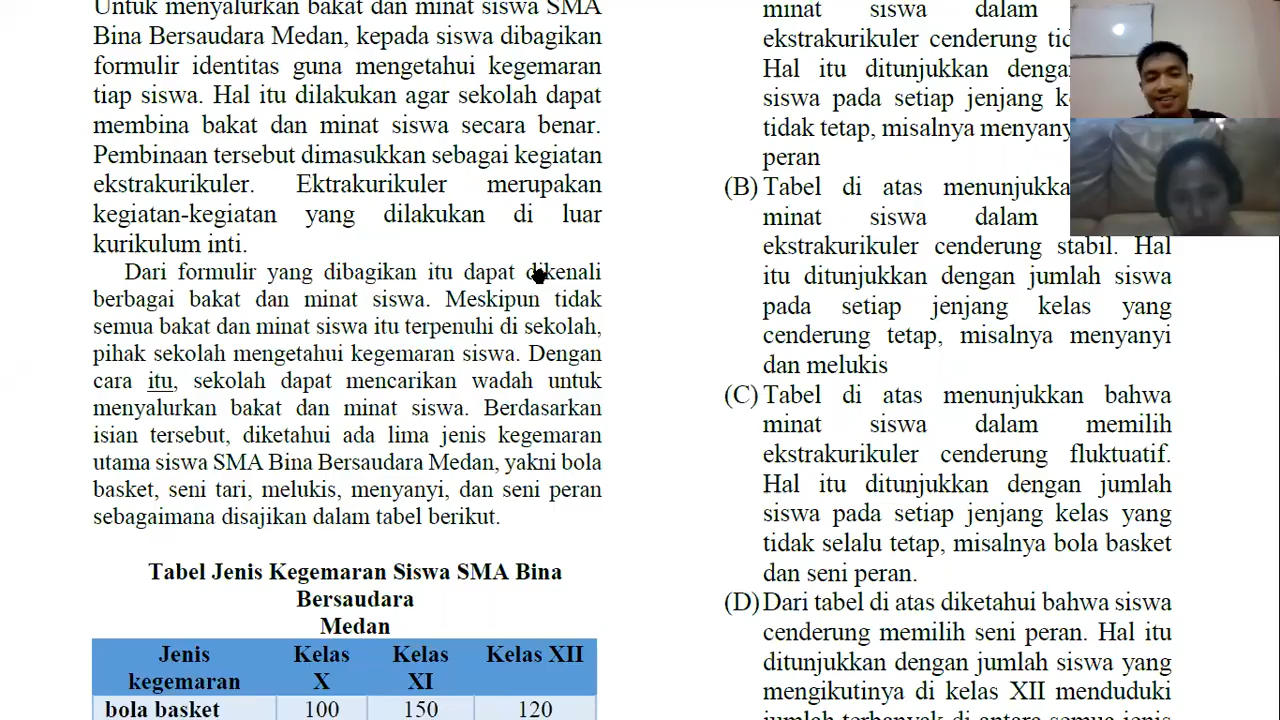 Untuk menyalurkan bakat dan minat siswa SMA
Bina Bersaudara Medan, kepada siswa dibagikan
formulir identitas guna mengetahui kegemaran
tiap siswa. Hal itu dilakukan agar sekolah dapat
membina bakat dan minat siswa secara benar.
Pembinaan tersebut dimasukkan sebagai kegiatan
ekstrakurikuler. Ektrakurikuler merupakan
kegiatan-kegiatan yang dilakukan di luar
kurikulum inti.
Dari formulir yang dibagikan itu dapat dikenali
berbagai bakat dan minat siswa. Meskipun tidak
semua bakat dan minat siswa itu terpenuhi di sekolah,
pihak sekolah mengetahui kegemaran siswa. Dengan
cara itu, sekolah dapat mencarikan wadah untuk
menyalurkan bakat dan minat siswa. Berdasarkan
isian tersebut, diketahui ada lima jenis kegemaran
utama siswa SMA Bina Bersaudara Medan, yakni bola
basket, seni tari, melukis, menyanyi, dan seni peran
sebagaimana disajikan dalam tabel berikut.
Tabel Jenis Kegemaran Siswa SMA Bina
Bersaudara
Medan
Jenis kegemaran Kelas X Kelas XI Kelas XII
bola basket 100 150 120
minat siswa dalam
ekstrakurikuler cenderung
Hal itu ditunjukkan
siswa pada setiap jenjang
tidak tetap, misalnya
peran
(B) Tabel di atas
minat siswa dalam
ekstrakurikuler cenderung stabil. Hal
itu ditunjukkan dengan jumlah siswa
pada setiap jenjang kelas yang
cenderung tetap, misalnya menyanyi
dan melukis
(C) Tabel di atas menunjukkan bahwa
minat siswa dalam memilih
ekstrakurikuler cenderung fluktuatif.
Hal itu ditunjukkan dengan jumlah
siswa pada setiap jenjang kelas yang
tidak selalu tetap, misalnya bola basket
dan seni peran.
(D) Dari tabel di atas diketahui bahwa siswa
cenderung memilih seni peran. Hal itu
ditunjukkan dengan jumlah siswa yang
mengikutinya di kelas XII menduduki
jumlah terbanyak di antara semua jenis